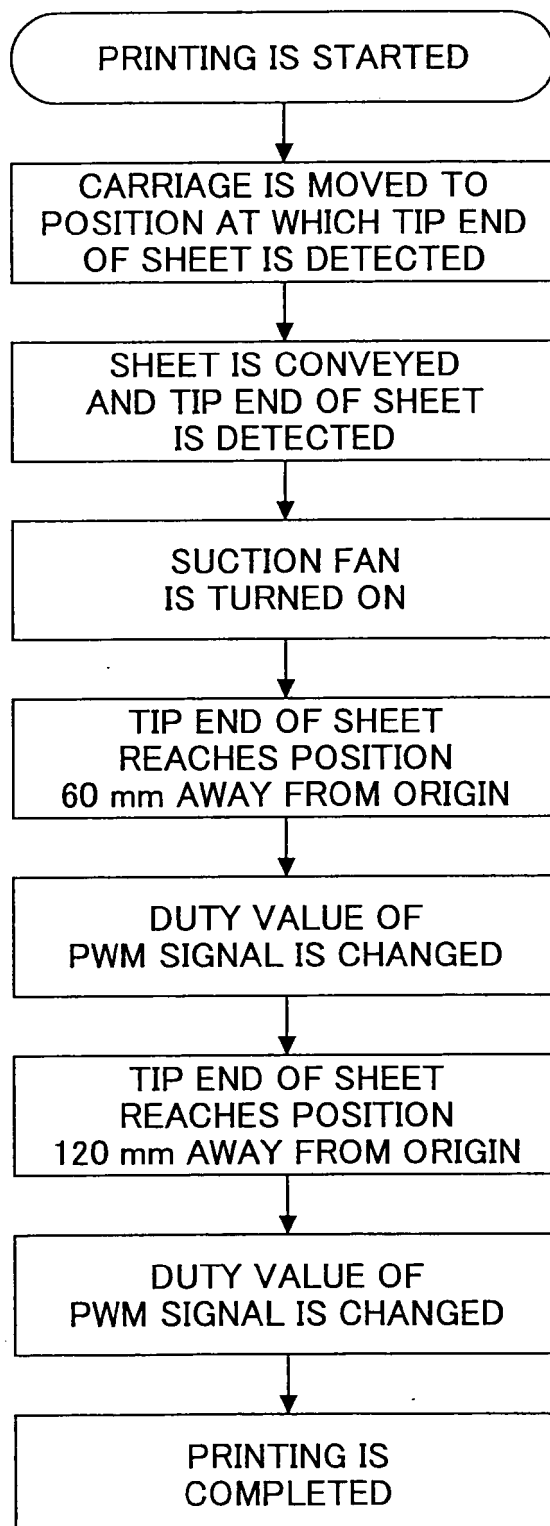 PRINTING IS STARTED
CARRIAGE IS MOVED TO
POSITION AT WHICH TIP END
OF SHEET IS DETECTED
SHEET IS CONVEYED
AND TIP END OF SHEET
IS DETECTED
SUCTION FAN
IS TURNED ON
TIP END OF SHEET
REACHES POSITION
60 mm AWAY FROM ORIGIN
DUTY VALUE OF
PWM SIGNAL IS CHANGED
TIP END OF SHEET
REACHES POSITION
120 mm AWAY FROM ORIGIN
DUTY VALUE OF
PWM SIGNAL IS CHANGED
PRINTING IS
COMPLETED